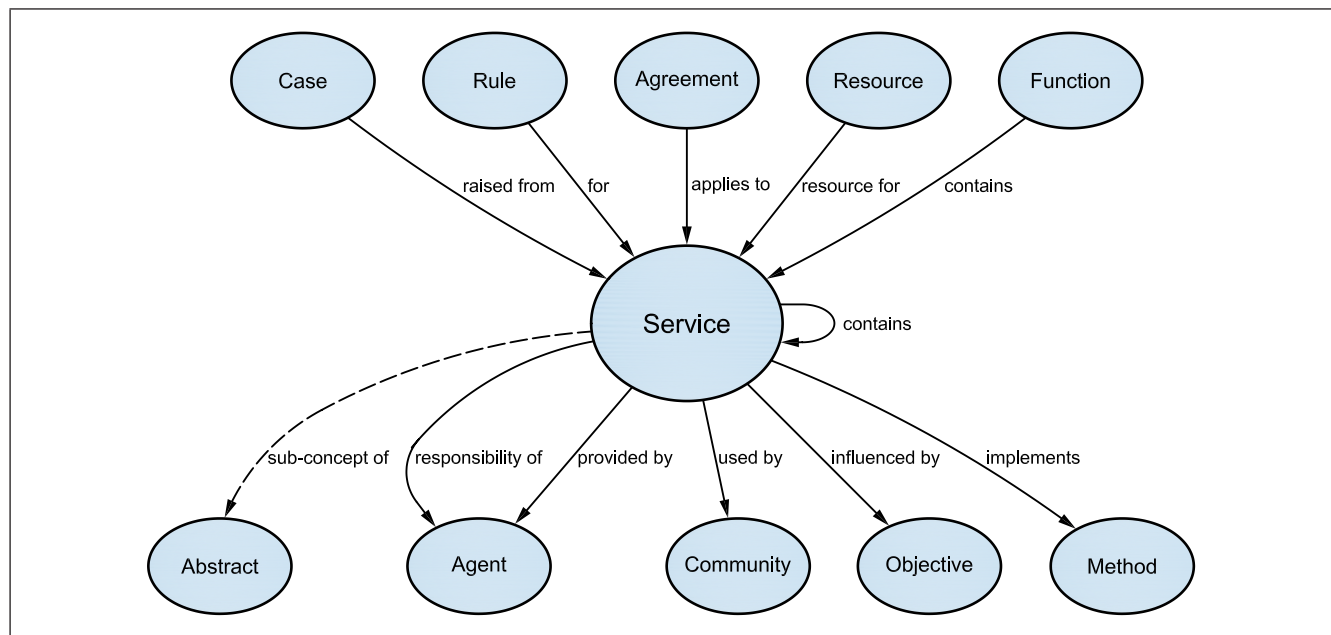 Case
Rule
Agreement
Resource
Function
raised from
for
applies to
resource for
contains
Service
contains
sub-concept of
responsibility of
provided by
used by
influenced by
implements
Abstract
Agent
Community
Objective
Method